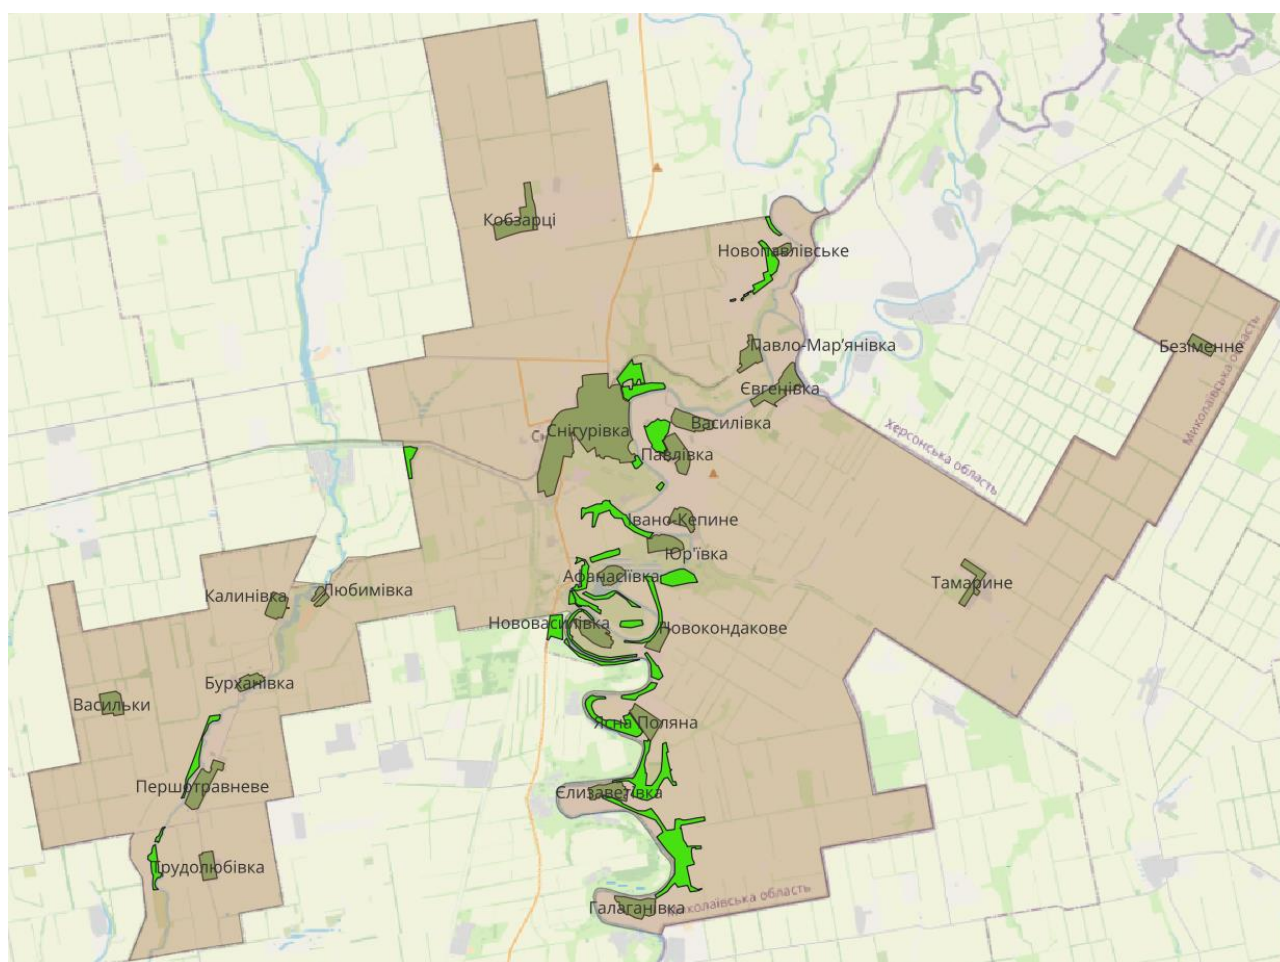 Кобзарці
Новопавлівське
Павло-Мар'янівка
Безіменне
Євгенівка
Миколаївська область
Василівка
Снігурівка
Херсонська область
Павлівка
Івано-Кепине
Юр'ївка
Афанасіївка
Тамарине
Любимівка
Калинівка
Нововасилівка
Новокондакове
Бурханівка
Васильки
Ясна Поляна
Першотравневе
Єлизаветівка
Трудолюбівка
Галаганівка
Миколаївська область